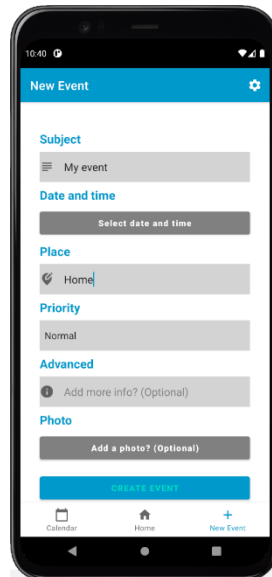 10:40
New Event
Subject
My event
Date and time
Select date and time
Place
Home
Priority
Normal
Advanced
Add more info? (Optional)
Photo
Add a photo? (Optional)
CREATE EVENT
Calendar Home New Event